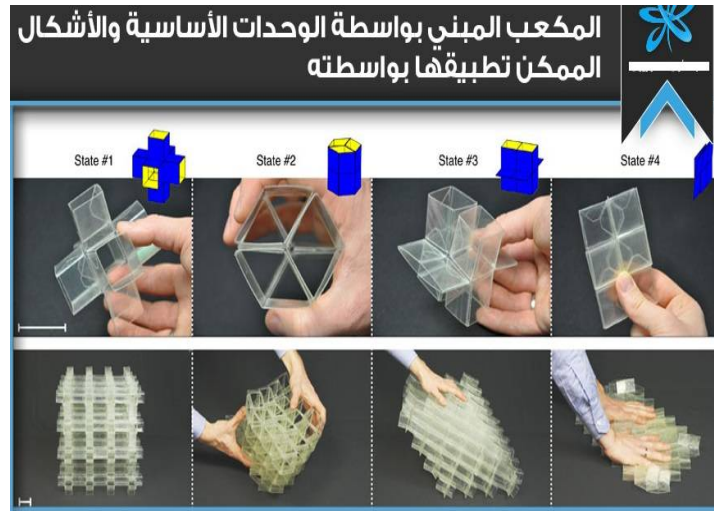 المكعب المبني بواسطة الوحدات الأساسية والأشكال
الممكن تطبيقها بواسطته
State #1
State #2
State #3
State #4